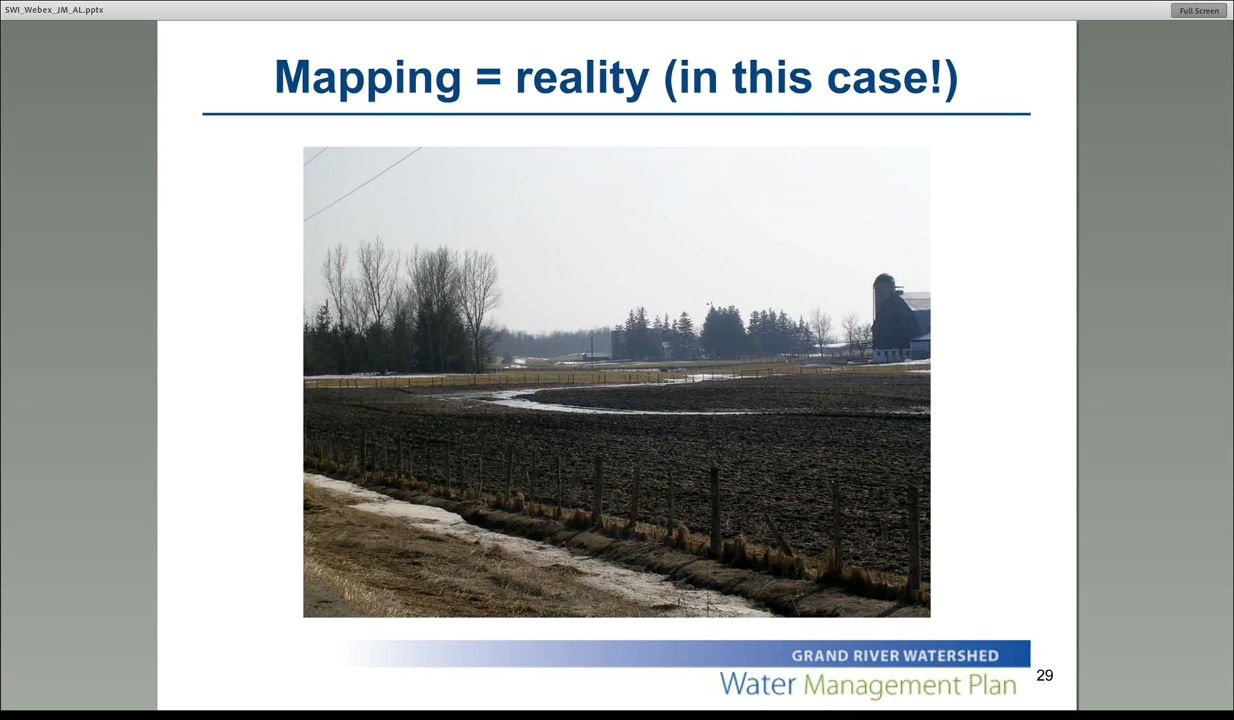 SWI_Webex_JM_AL.pptx
Full Screen
Mapping = reality (in this case!)
GRAND RIVER WATERSHED
Water Management Plan
29